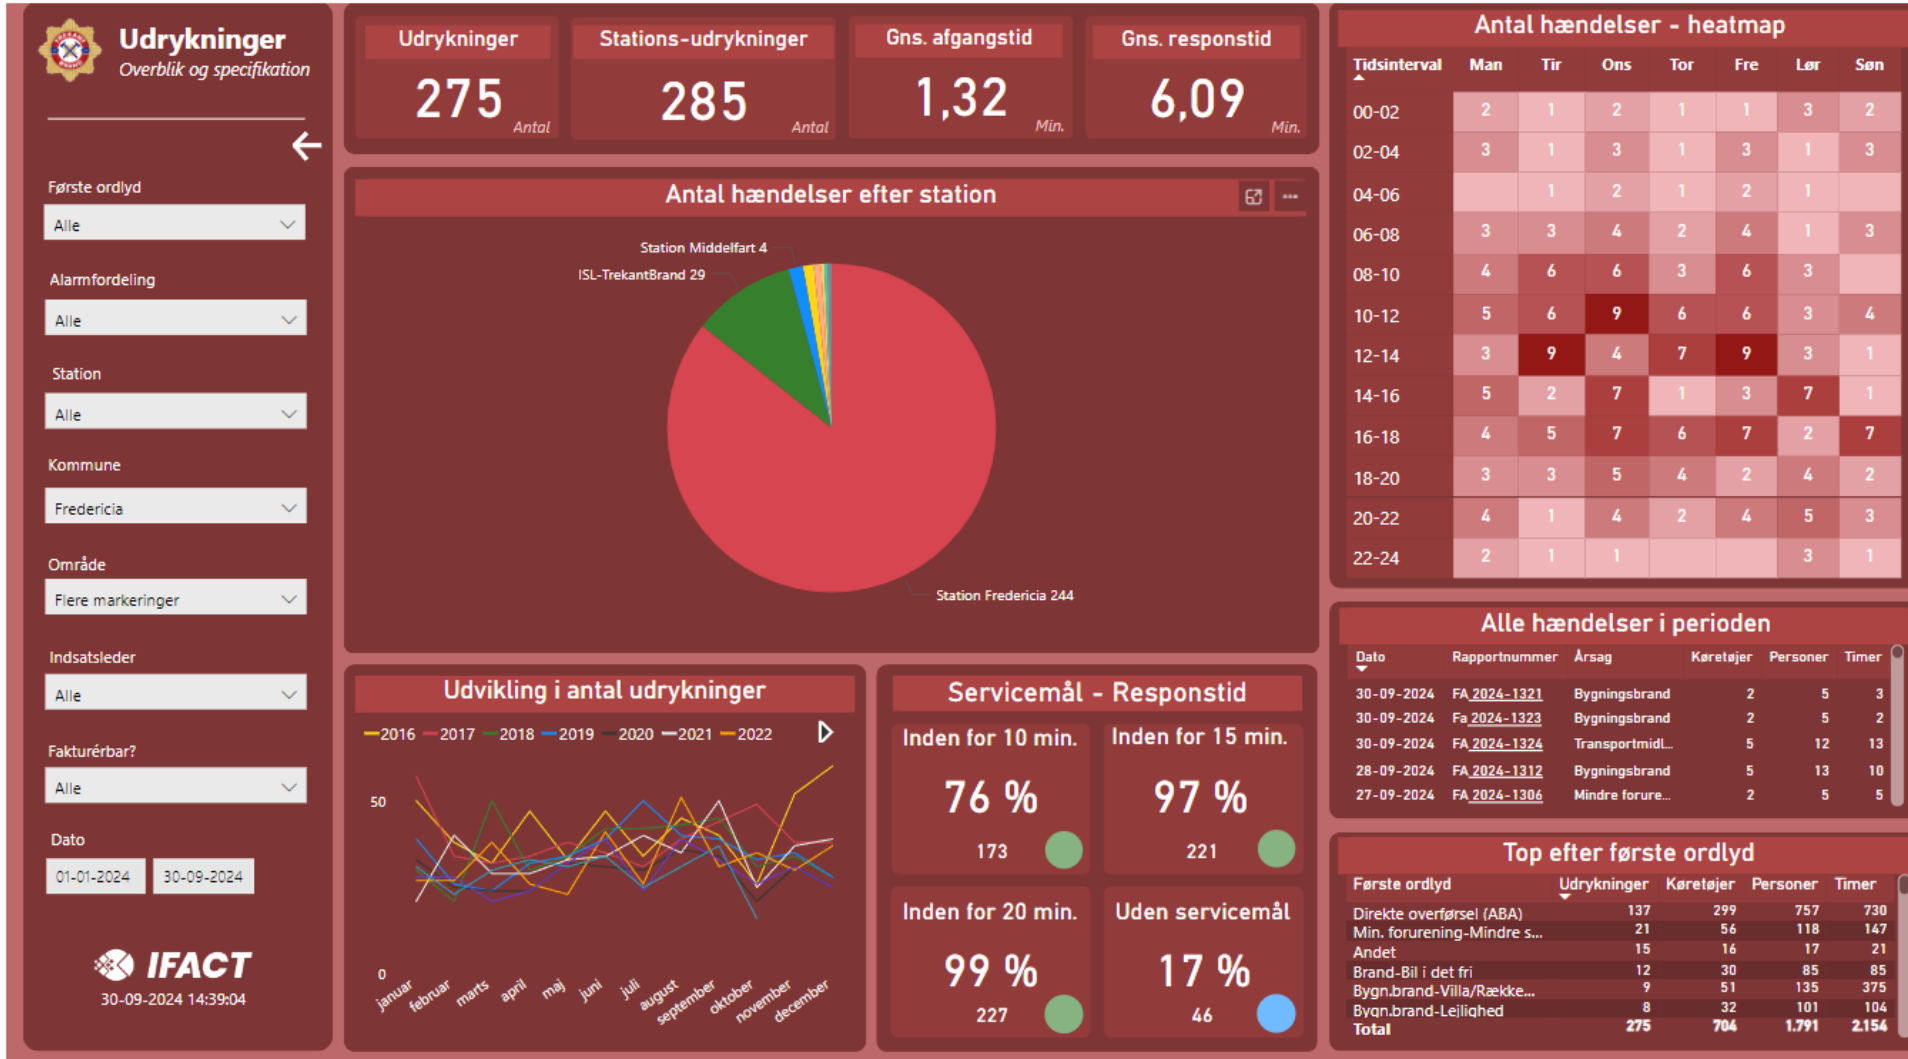 Udrykninger
Overblik og specifikation
Første ordlyd
Alle
Alarmfordeling
Alle
Station
Alle
Kommune
Fredericia
Område
Flere markeringer
Indsatsleder
Alle
Fakturérbar?
Alle
Dato
01-01-2024 30-09-2024
IFACT
30-09-2024 14:39:04
Udrykninger
275
Antal
Stations-udrykninger
285
Antal
Gns. afgangstid
1,32
Min.
Gns. responstid
6,09
Min.
Antal hændelser efter station
Station Middelfart 4
ISL-TrekantBrand 29
Station Fredericia 244
Udvikling i antal udrykninger
2016 2017 2018 2019 2020 2021 2022
50
0
januar februar marts april maj juni juli august september oktober november december
Servicemål - Responstid
Inden for 10 min.
76 %
173
Inden for 15 min.
97 %
221
Inden for 20 min.
99 %
227
Uden servicemål
17 %
46
Antal hændelser - heatmap
Tidsinterval Man Tir Ons Tor Fre Lør Søn
00-02 2 1 2 1 1 3 2
02-04 3 1 3 1 3 1 3
04-06 1 2 1 2 1
06-08 3 3 4 2 4 1 3
08-10 4 6 6 3 6 3
10-12 5 6 9 6 6 3 4
12-14 3 9 4 7 9 3 1
14-16 5 2 7 1 3 7 1
16-18 4 5 7 6 7 2 7
18-20 3 3 5 4 2 4 2
20-22 4 1 4 2 4 5 3
22-24 2 1 1 3 1
Alle hændelser i perioden
Dato Rapportnummer Årsag Køretøjer Personer Timer
30-09-2024 FA 2024-1321 Bygningsbrand 2 5 3
30-09-2024 Fa 2024-1323 Bygningsbrand 2 5 2
30-09-2024 FA 2024-1324 Transportmidl... 5 12 13
28-09-2024 FA 2024-1312 Bygningsbrand 5 13 10
27-09-2024 FA 2024-1306 Mindre forure... 2 5 5
Top efter første ordlyd
Første ordlyd Udrykninger Køretøjer Personer Timer
Direkte overførsel (ABA) 137 299 757 730
Min. forurening-Mindre s... 21 56 118 147
Andet 15 16 17 21
Brand-Bil i det fri 12 30 85 85
Bygn.brand-Villa/Række... 9 51 135 375
Bygn.brand-Lejlighed 8 32 101 104
Total 275 704 1.791 2.154